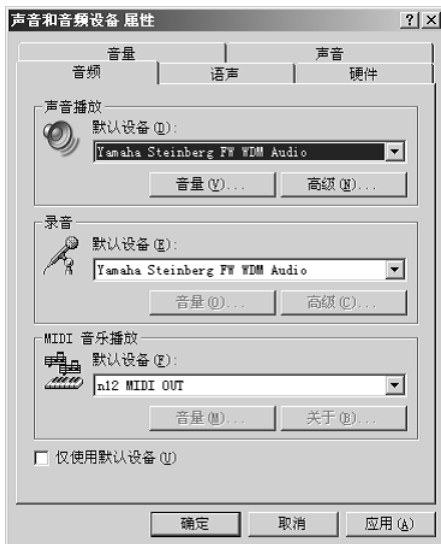 声音和音频设备 属性
音量 声音
音频 语声 硬件
声音播放
默认设备(D):
Yamaha Steinberg FW WDM Audio
音量(V)... 高级(N)...
录音
默认设备(E):
Yamaha Steinberg FW WDM Audio
音量(O)... 高级(C)...
MIDI 音乐播放
默认设备(F):
n12 MIDI OUT
音量(M)... 关于(B)...
仅使用默认设备(U)
确定 取消 应用(A)